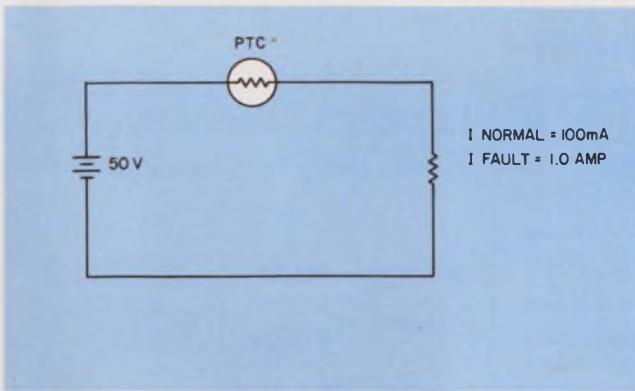 PTC
50 V
I NORMAL = 100mA
I FAULT = 1.0 AMP